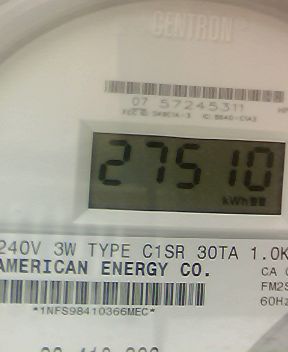 CENTRON
07 57245311
27510
kWh
240V 3W TYPE C1SR 30TA 1.0K
AMERICAN ENERGY CO.
CA
FM2S
60Hz
*1NFS98410366MEC*